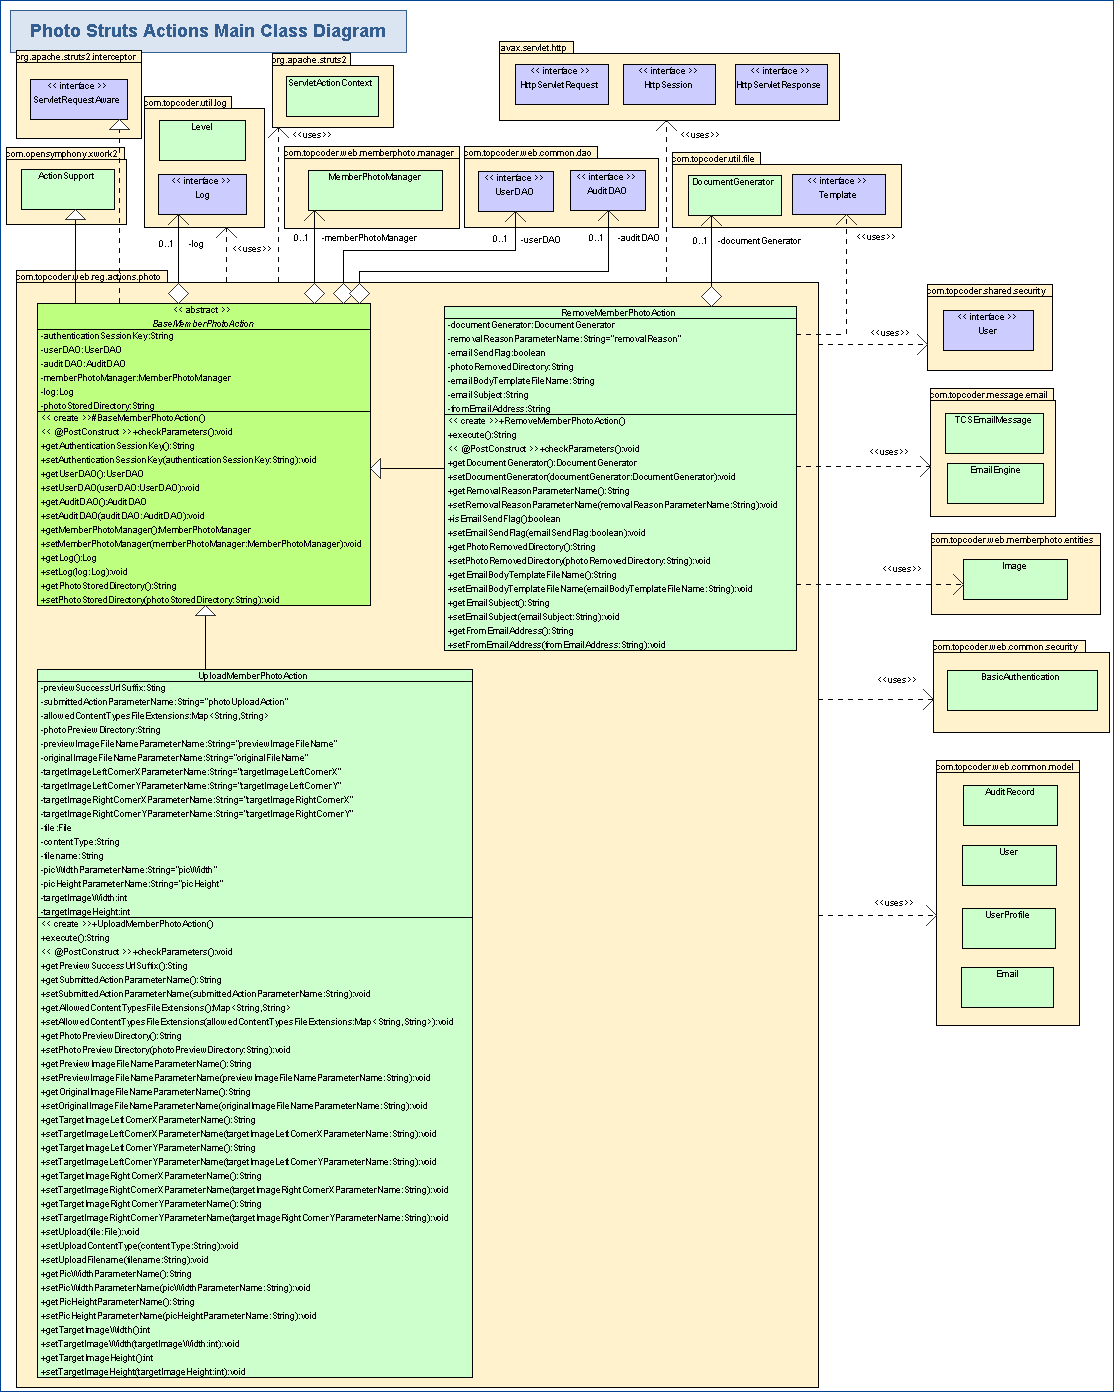 Photo Struts Actions Main Class Diagram
org.apache.struts2.interceptor
<< interface >>
ServletRequestAware
com.opensymphony.xwork2
ActionSupport
com.topcoder.util.log
Level
<< interface >>
Log
org.apache.struts2
ServletActionContext
<<uses>>
avax.servlet.http
<< interface >>
HttpServletRequest
<< interface >>
HttpSession
<< interface >>
HttpServletResponse
<<uses>>
com.topcoder.web.memberphoto.manager
MemberPhotoManager
com.topcoder.web.common.dao
<< interface >>
UserDAO
<< interface >>
AuditDAO
com.topcoder.util.file
DocumentGenerator
<< interface >>
Template
0..1
-log
<<uses>>
0..1
-memberPhotoManager
0..1
-userDAO
0..1
-auditDAO
0..1
-documentGenerator
<<uses>>
com.topcoder.web.reg.actions.photo
<< abstract >>
BaseMemberPhotoAction
-authenticationSessionKey:String
-userDAO:UserDAO
-auditDAO:AuditDAO
-memberPhotoManager:MemberPhotoManager
-log:Log
-photoStoredDirectory:String
<< create >>#BaseMemberPhotoAction()
<< @PostConstruct >>+checkParameters():void
+getAuthenticationSessionKey():String
+setAuthenticationSessionKey(authenticationSessionKey:String):void
+getUserDAO():UserDAO
+setUserDAO(userDAO:UserDAO):void
+getAuditDAO():AuditDAO
+setAuditDAO(auditDAO:AuditDAO):void
+getMemberPhotoManager():MemberPhotoManager
+setMemberPhotoManager(memberPhotoManager:MemberPhotoManager):void
+getLog():Log
+setLog(log:Log):void
+getPhotoStoredDirectory():String
+setPhotoStoredDirectory(photoStoredDirectory:String):void
RemoveMemberPhotoAction
-documentGenerator:DocumentGenerator
-removalReasonParameterName:String="removalReason"
-emailSendFlag:boolean
-photoRemovedDirectory:String
-emailBodyTemplateFileName:String
-emailSubject:String
-fromEmailAddress:String
<< create >>+RemoveMemberPhotoAction()
+execute():String
<< @PostConstruct >>+checkParameters():void
+getDocumentGenerator():DocumentGenerator
+setDocumentGenerator(documentGenerator:DocumentGenerator):void
+getRemovalReasonParameterName():String
+setRemovalReasonParameterName(removalReasonParameterName:String):void
+isEmailSendFlag():boolean
+setEmailSendFlag(emailSendFlag:boolean):void
+getPhotoRemovedDirectory():String
+setPhotoRemovedDirectory(photoRemovedDirectory:String):void
+getEmailBodyTemplateFileName():String
+setEmailBodyTemplateFileName(emailBodyTemplateFileName:String):void
+getEmailSubject():String
+setEmailSubject(emailSubject:String):void
+getFromEmailAddress():String
+setFromEmailAddress(fromEmailAddress:String):void
UploadMemberPhotoAction
-previewSuccessUrlSuffix:Sting
-submittedActionParameterName:String="photoUploadAction"
-allowedContentTypesFileExtensions:Map<String,String>
-photoPreviewDirectory:String
-previewImageFileNameParameterName:String="previewImageFileName"
-originalImageFileNameParameterName:String="originalFileName"
-targetImageLeftCornerXParameterName:String="targetImageLeftCornerX"
-targetImageLeftCornerYParameterName:String="targetImageLeftCornerY"
-targetImageRightCornerXParameterName:String="targetImageRightCornerX"
-targetImageRightCornerYParameterName:String="targetImageRightCornerY"
-file:File
-contentType:String
-filename:String
-picWidthParameterName:String="picWidth"
-picHeightParameterName:String="picHeight"
-targetImageWidth:int
-targetImageHeight:int
<< create >>+UploadMemberPhotoAction()
+execute():String
<< @PostConstruct >>+checkParameters():void
+getPreviewSuccessUrlSuffix():Sting
+getSubmittedActionParameterName():String
+setSubmittedActionParameterName(submittedActionParameterName:String):void
+getAllowedContentTypesFileExtensions():Map<String,String>
+setAllowedContentTypesFileExtensions(allowedContentTypesFileExtensions:Map<String,String>):void
+getPhotoPreviewDirectory():String
+setPhotoPreviewDirectory(photoPreviewDirectory:String):void
+getPreviewImageFileNameParameterName():String
+setPreviewImageFileNameParameterName(previewImageFileNameParameterName:String):void
+getOriginalImageFileNameParameterName():String
+setOriginalImageFileNameParameterName(originalImageFileNameParameterName:String):void
+getTargetImageLeftCornerXParameterName():String
+setTargetImageLeftCornerXParameterName(targetImageLeftCornerXParameterName:String):void
+getTargetImageLeftCornerYParameterName():String
+setTargetImageLeftCornerYParameterName(targetImageLeftCornerYParameterName:String):void
+getTargetImageRightCornerXParameterName():String
+setTargetImageRightCornerXParameterName(targetImageRightCornerXParameterName:String):void
+getTargetImageRightCornerYParameterName():String
+setTargetImageRightCornerYParameterName(targetImageRightCornerYParameterName:String):void
+setUpload(file:File):void
+setUploadContentType(contentType:String):void
+setUploadFilename(filename:String):void
+getPicWidthParameterName():String
+setPicWidthParameterName(picWidthParameterName:String):void
+getPicHeightParameterName():String
+setPicHeightParameterName(picHeightParameterName:String):void
+getTargetImageWidth():int
+setTargetImageWidth(targetImageWidth:int):void
+getTargetImageHeight():int
+setTargetImageHeight(targetImageHeight:int):void
com.topcoder.shared.security
<< interface >>
User
<<uses>>
com.topcoder.message.email
TCSEmailMessage
EmailEngine
<<uses>>
com.topcoder.web.memberphoto.entities
Image
<<uses>>
com.topcoder.web.common.security
BasicAuthentication
<<uses>>
com.topcoder.web.common.model
AuditRecord
User
UserProfile
Email
<<uses>>